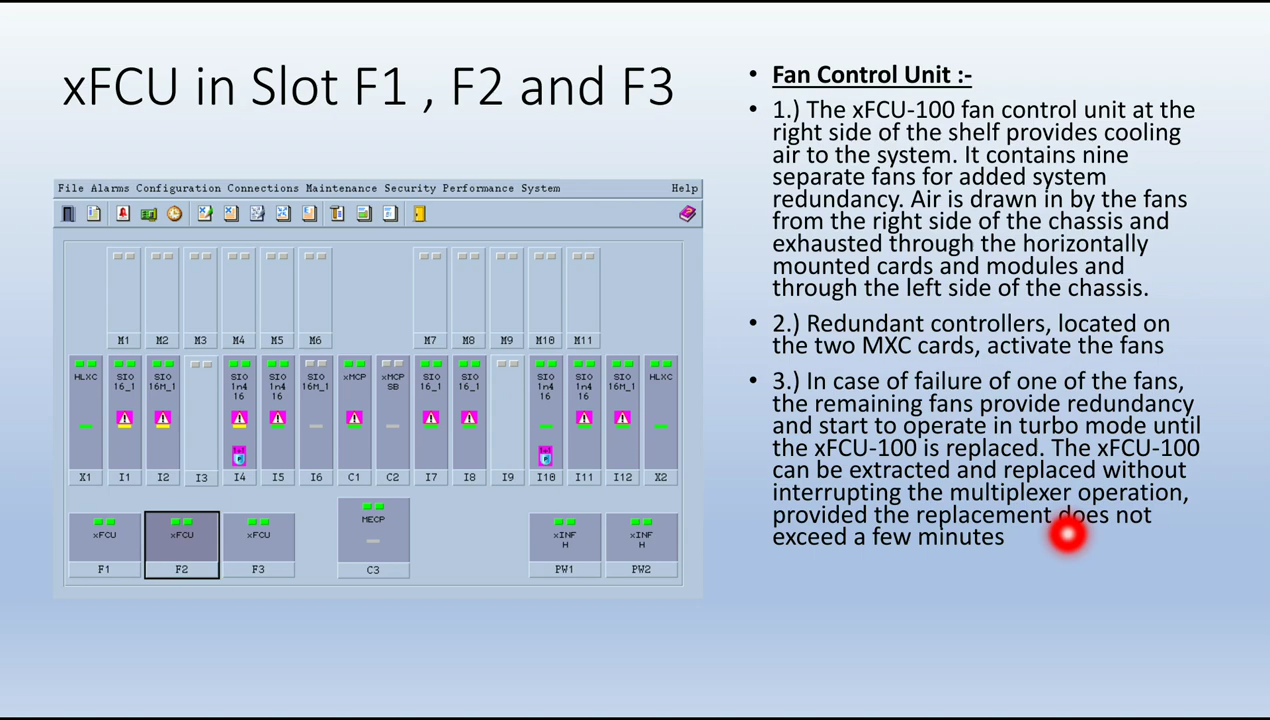 xFCU in Slot F1 , F2 and F3
File Alarms Configuration Connections Maintenance Security Performance System Help
M1 M2 M3 M4 M5 M6 M7 M8 M9 M10 M11
HLXC SIO SIO SIO SIO SIO xMCP xMCP SIO SIO SIO SIO SIO HLXC
16_1 16M_1 1n4 1n4 16M_1 SB 16_1 16_1 1n4 1n4 16M_1
16 16 16 16
X1 I1 I2 I3 I4 I5 I6 C1 C2 I7 I8 I9 I10 I11 I12 X2
MECP
xFCU xFCU xFCU xINF xINF
H H
F1 F2 F3 C3 PW1 PW2
• Fan Control Unit :-
• 1.) The xFCU-100 fan control unit at the
right side of the shelf provides cooling
air to the system. It contains nine
separate fans for added system
redundancy. Air is drawn in by the fans
from the right side of the chassis and
exhausted through the horizontally
mounted cards and modules and
through the left side of the chassis.
• 2.) Redundant controllers, located on
the two MXC cards, activate the fans
• 3.) In case of failure of one of the fans,
the remaining fans provide redundancy
and start to operate in turbo mode until
the xFCU-100 is replaced. The xFCU-100
can be extracted and replaced without
interrupting the multiplexer operation,
provided the replacement does not
exceed a few minutes